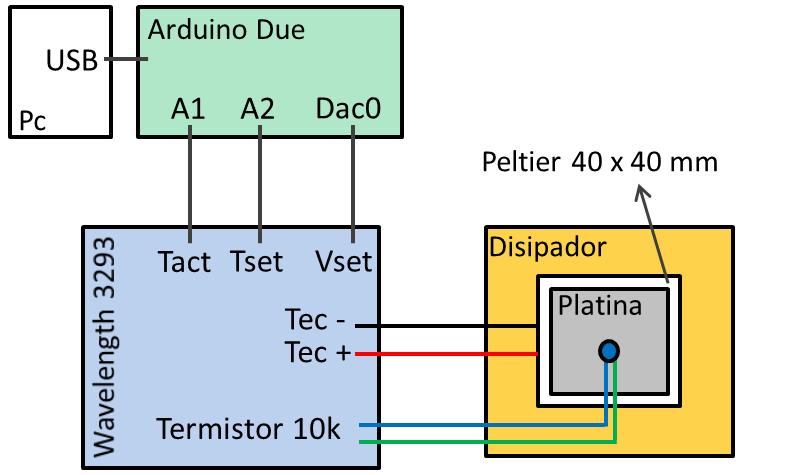 Arduino Due
USB
Pc
A1 A2 Dac0
Peltier 40 x 40 mm
Wavelength 3293
Tact Tset Vset
Disipador
Platina
Tec -
Tec +
Termistor 10k